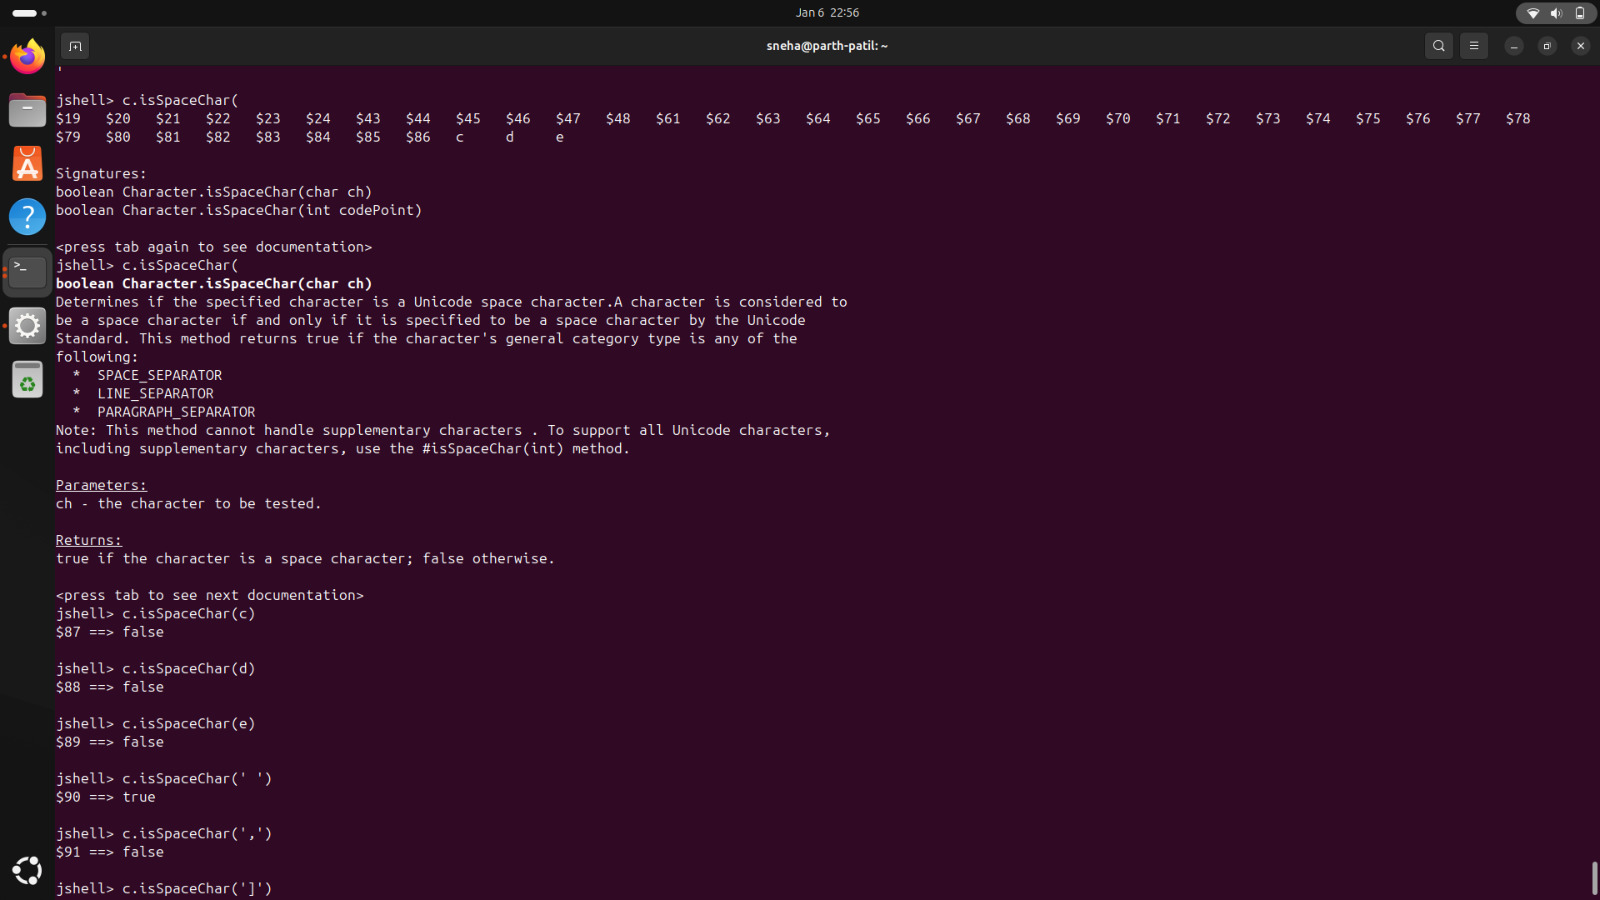 Jan 6 22:56
sneha@parth-patil: ~
jshell> c.isSpaceChar(
$19 $20 $21 $22 $23 $24 $43 $44 $45 $46 $47 $48 $61 $62 $63 $64 $65 $66 $67 $68 $69 $70 $71 $72 $73 $74 $75 $76 $77 $78
$79 $80 $81 $82 $83 $84 $85 $86 c d e
Signatures:
boolean Character.isSpaceChar(char ch)
boolean Character.isSpaceChar(int codePoint)
<press tab again to see documentation>
jshell> c.isSpaceChar(
boolean Character.isSpaceChar(char ch)
Determines if the specified character is a Unicode space character.A character is considered to
be a space character if and only if it is specified to be a space character by the Unicode
Standard. This method returns true if the character's general category type is any of the
following:
* SPACE_SEPARATOR
* LINE_SEPARATOR
* PARAGRAPH_SEPARATOR
Note: This method cannot handle supplementary characters . To support all Unicode characters,
including supplementary characters, use the #isSpaceChar(int) method.
Parameters:
ch - the character to be tested.
Returns:
true if the character is a space character; false otherwise.
<press tab to see next documentation>
jshell> c.isSpaceChar(c)
$87 ==> false
jshell> c.isSpaceChar(d)
$88 ==> false
jshell> c.isSpaceChar(e)
$89 ==> false
jshell> c.isSpaceChar(' ')
$90 ==> true
jshell> c.isSpaceChar(',')
$91 ==> false
jshell> c.isSpaceChar(']')